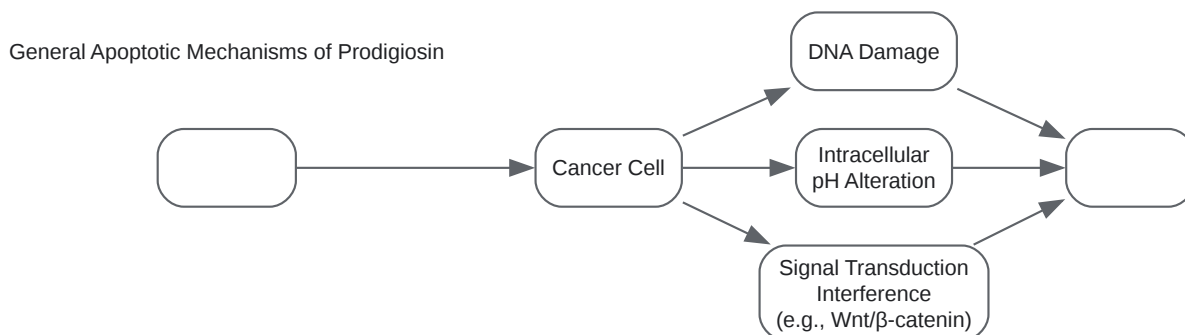 General Apoptotic Mechanisms of Prodigiosin
DNA Damage
Cancer Cell
Intracellular
pH Alteration
Signal Transduction
Interference
(e.g., Wnt/β-catenin)